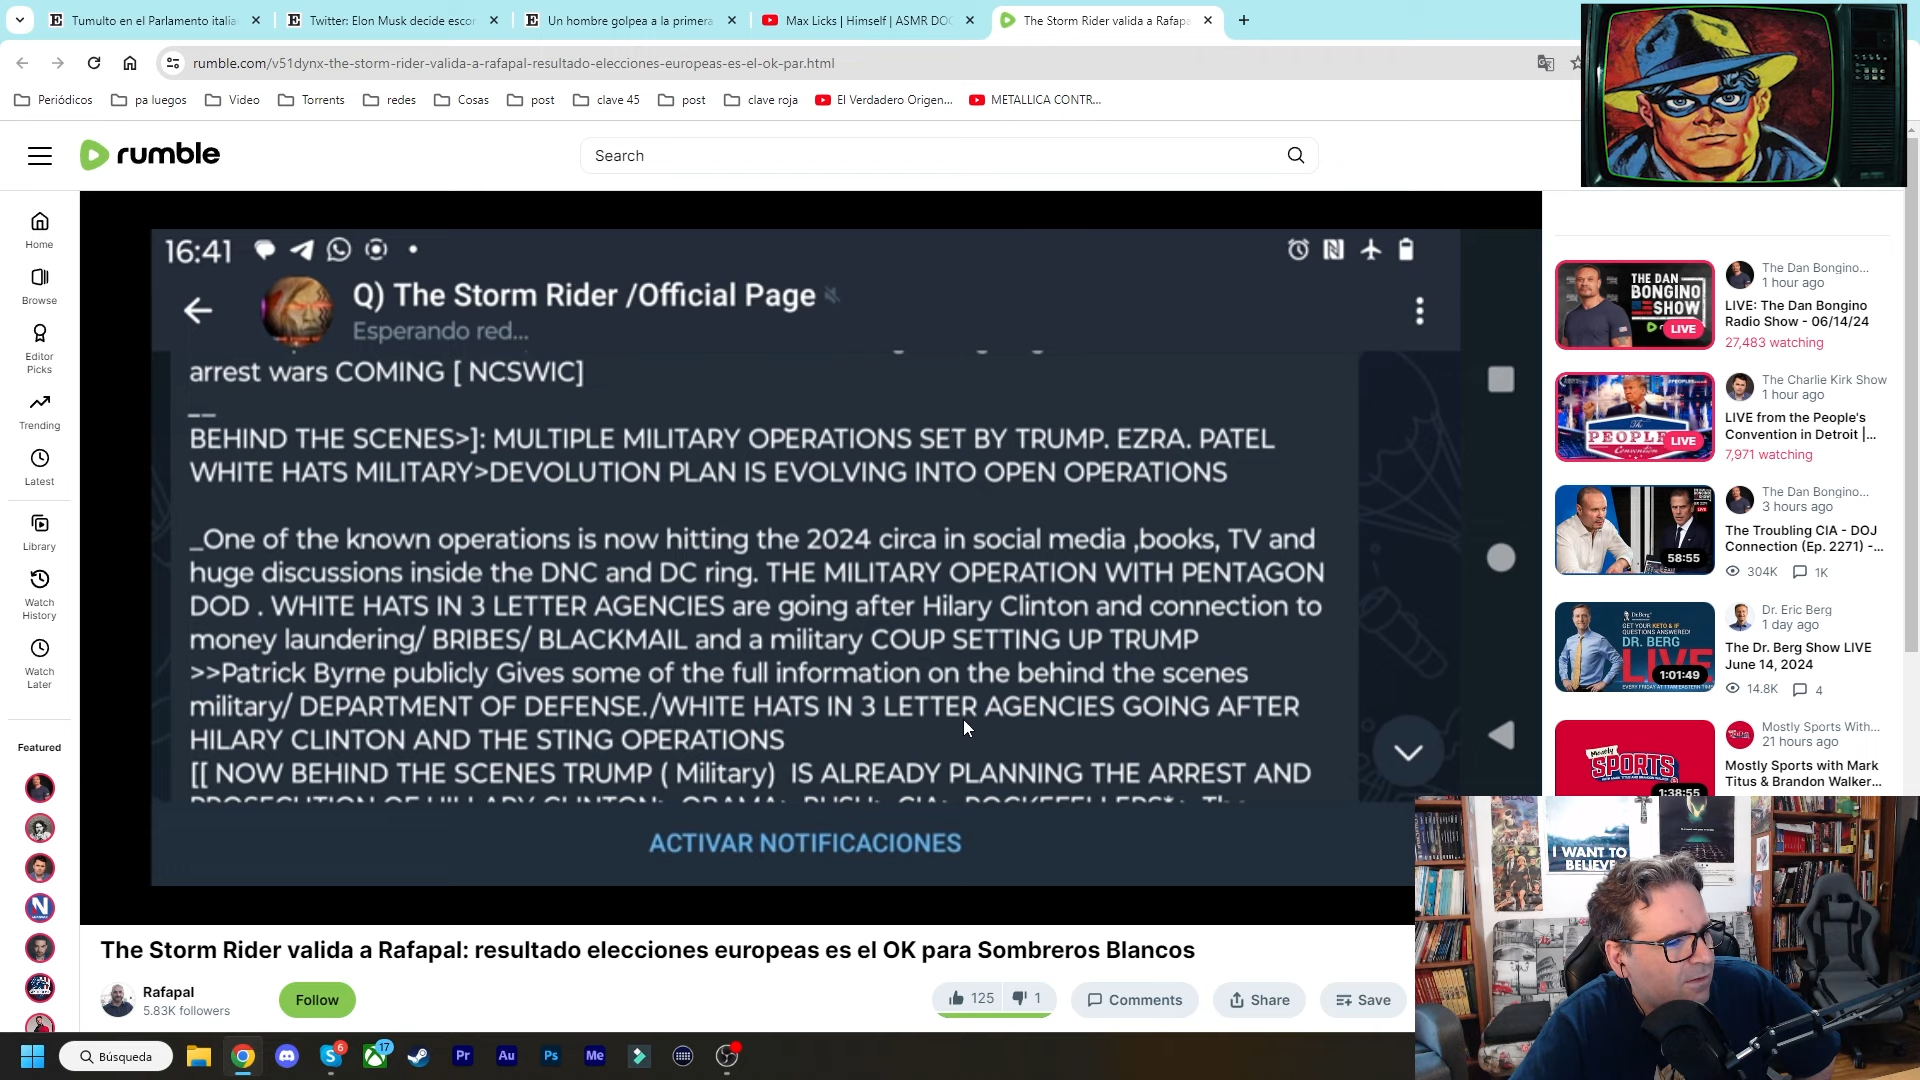 Tumulto en el Parlamento italia
Twitter: Elon Musk decide escor
Un hombre golpea a la primera
Max Licks | Himself | ASMR DOC
The Storm Rider valida a Rafapa
rumble.com/v51dynx-the-storm-rider-valida-a-rafapal-resultado-elecciones-europeas-es-el-ok-par.html
Periódicos
pa luegos
Video
Torrents
redes
Cosas
post
clave 45
post
clave roja
El Verdadero Origen...
METALLICA CONTR...
rumble
Search
Home
Browse
Editor
Picks
Trending
Latest
Library
Watch
History
Watch
Later
Featured
16:41
Q) The Storm Rider /Official Page
Esperando red...
arrest wars COMING [ NCSWIC]
__
BEHIND THE SCENES>]: MULTIPLE MILITARY OPERATIONS SET BY TRUMP. EZRA. PATEL
WHITE HATS MILITARY>DEVOLUTION PLAN IS EVOLVING INTO OPEN OPERATIONS
_One of the known operations is now hitting the 2024 circa in social media ,books, TV and
huge discussions inside the DNC and DC ring. THE MILITARY OPERATION WITH PENTAGON
DOD . WHITE HATS IN 3 LETTER AGENCIES are going after Hilary Clinton and connection to
money laundering/ BRIBES/ BLACKMAIL and a military COUP SETTING UP TRUMP
>>Patrick Byrne publicly Gives some of the full information on the behind the scenes
military/ DEPARTMENT OF DEFENSE./WHITE HATS IN 3 LETTER AGENCIES GOING AFTER
HILARY CLINTON AND THE STING OPERATIONS
[[ NOW BEHIND THE SCENES TRUMP ( Military) IS ALREADY PLANNING THE ARREST AND
ACTIVAR NOTIFICACIONES
The Storm Rider valida a Rafapal: resultado elecciones europeas es el OK para Sombreros Blancos
Rafapal
5.83K followers
Follow
125
1
Comments
Share
Save
THE DAN
BONGINO
SHOW
LIVE
The Dan Bongino...
1 hour ago
LIVE: The Dan Bongino
Radio Show - 06/14/24
27,483 watching
The
PEOPLE
Convention
LIVE
The Charlie Kirk Show
1 hour ago
LIVE from the People's
Convention in Detroit |...
7,971 watching
58:55
The Dan Bongino...
3 hours ago
The Troubling CIA - DOJ
Connection (Ep. 2271) -...
304K
1K
GET YOUR KETO & IF
QUESTIONS ANSWERED!
DR. BERG
LIVE
1:01:49
Dr. Eric Berg
1 day ago
The Dr. Berg Show LIVE
June 14, 2024
14.8K
4
Mostly
SPORTS
1:38:55
Mostly Sports With...
21 hours ago
Mostly Sports with Mark
Titus & Brandon Walker...
I WANT TO
BELIEVE
Búsqueda
6
17
Pr
Au
Ps
Me